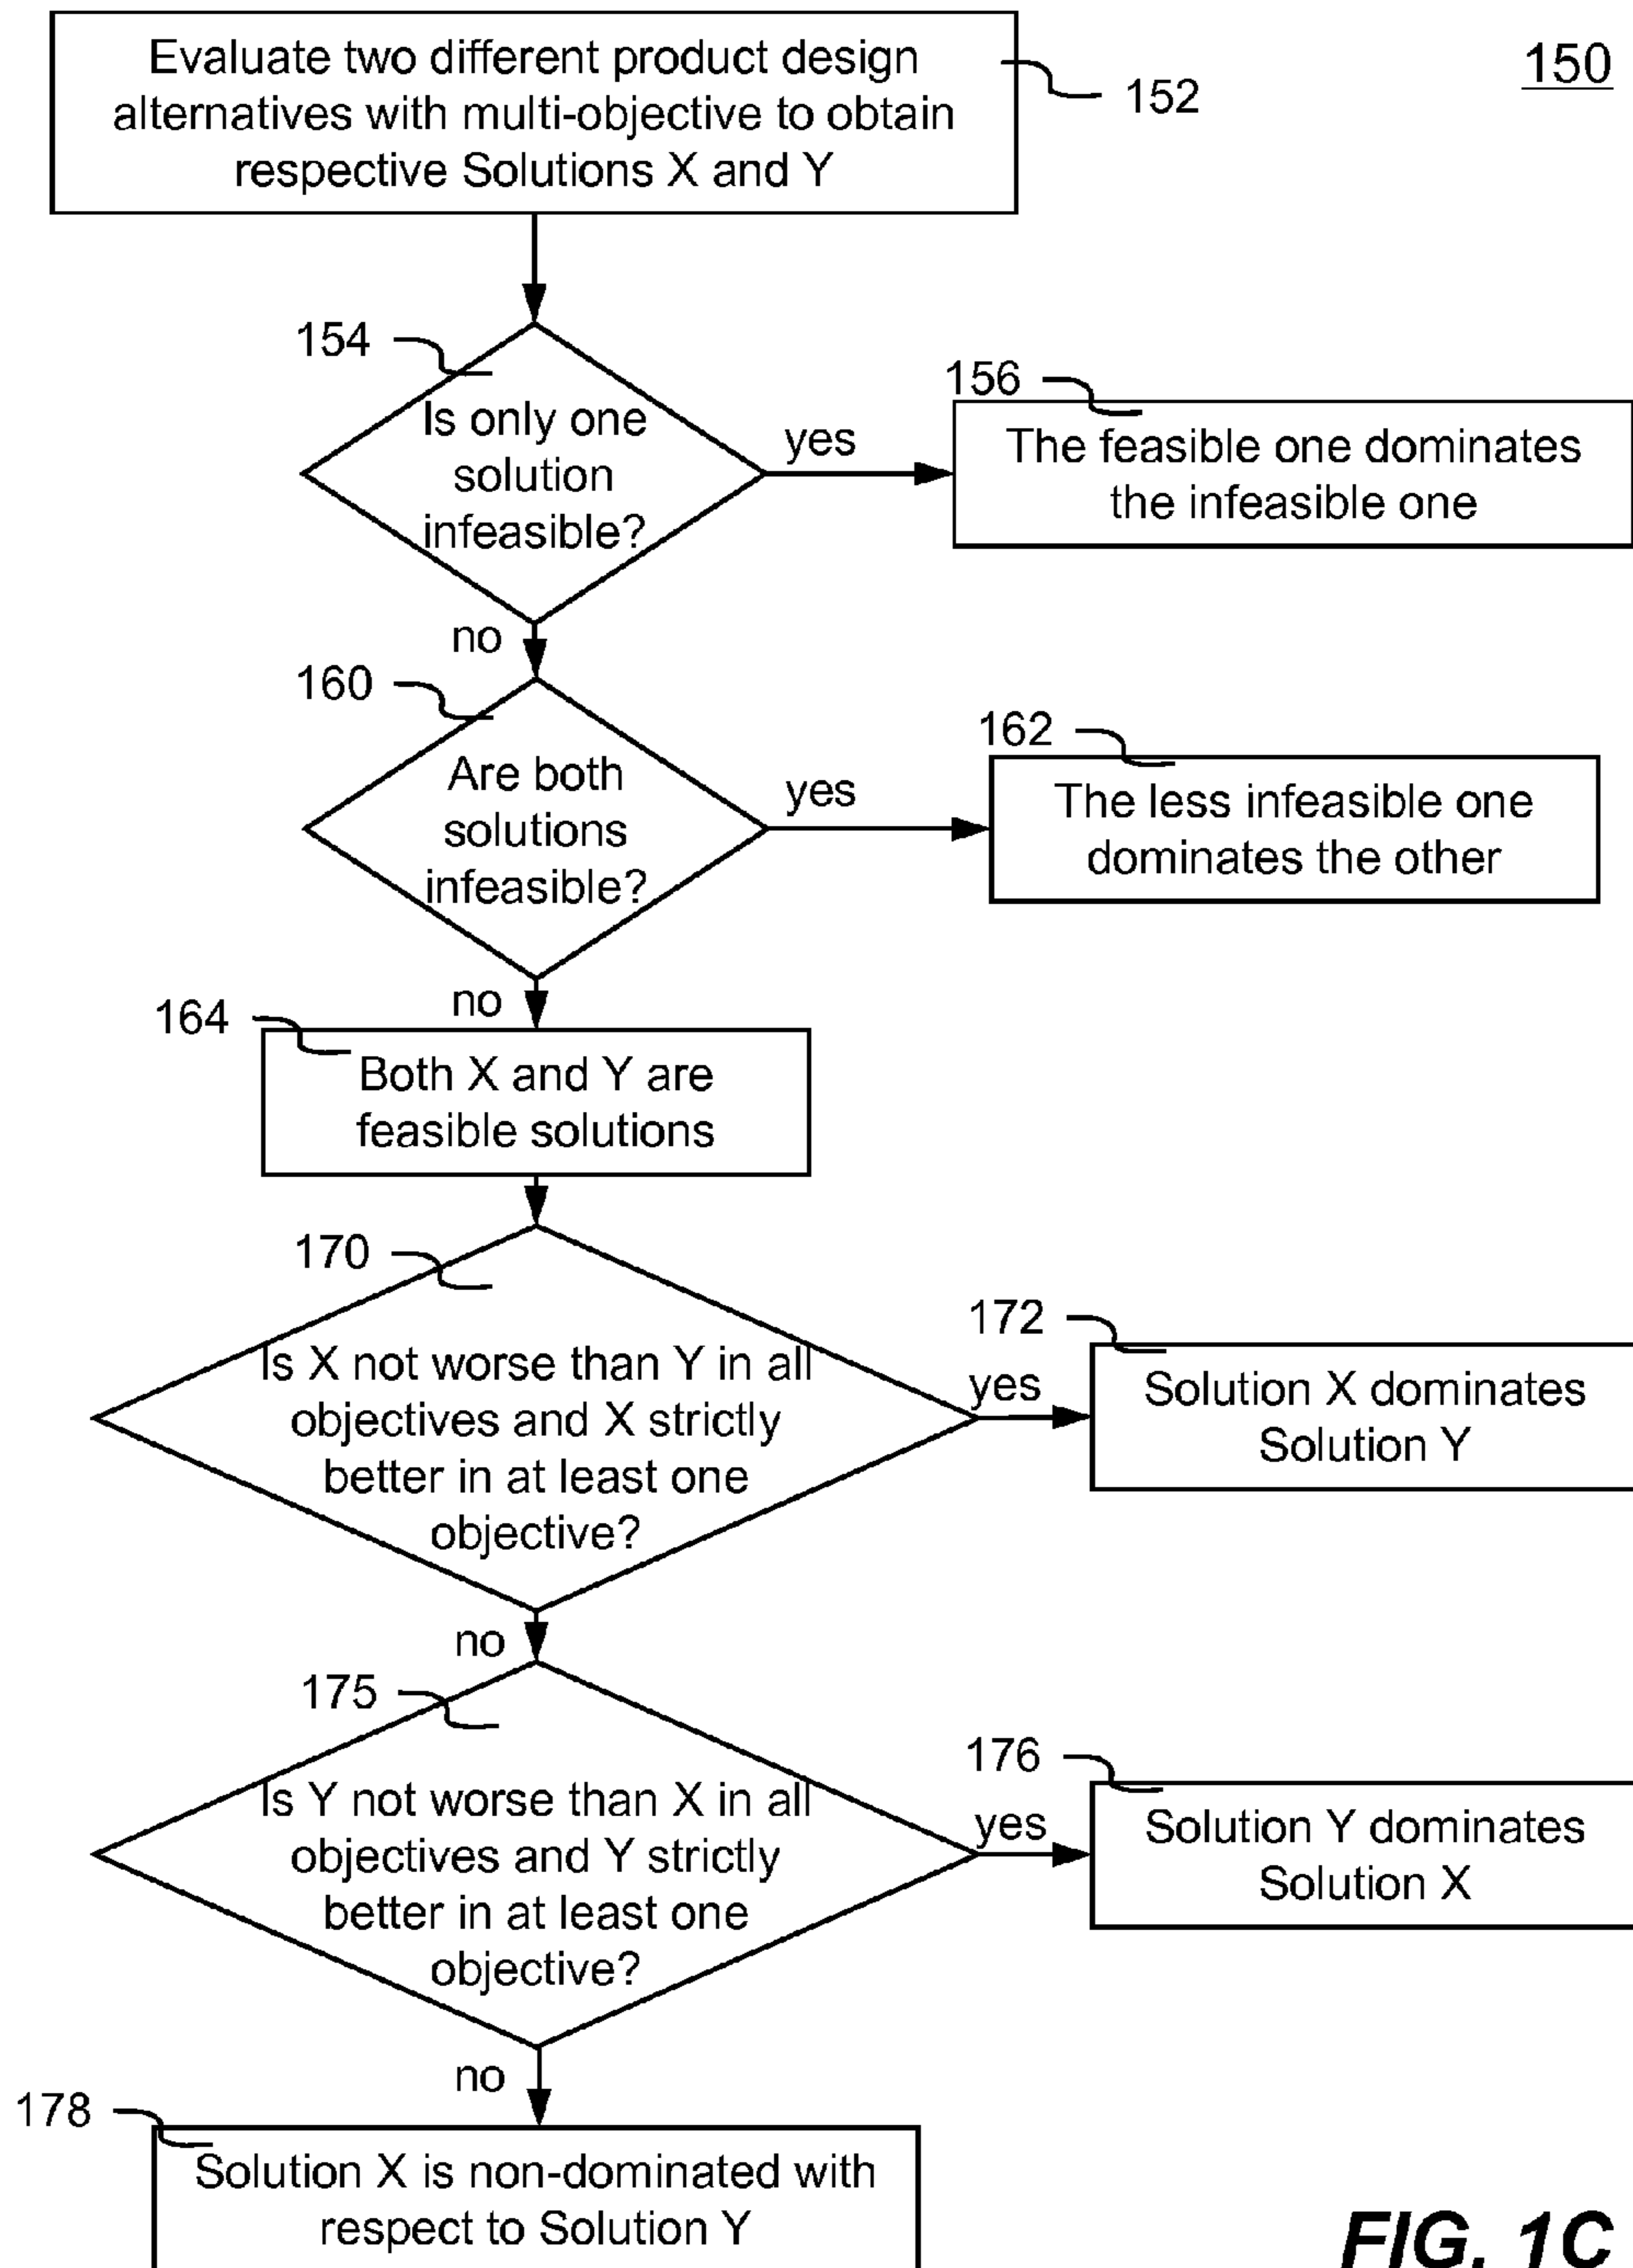 Evaluate two different product design
alternatives with multi-objective to obtain
respective Solutions X and Y
152
150
154
Is only one
solution
infeasible?
yes
156
The feasible one dominates
the infeasible one
no
160
Are both
solutions
infeasible?
yes
162
The less infeasible one
dominates the other
no
164
Both X and Y are
feasible solutions
170
Is X not worse than Y in all
objectives and X strictly
better in at least one
objective?
yes
172
Solution X dominates
Solution Y
no
175
Is Y not worse than X in all
objectives and Y strictly
better in at least one
objective?
yes
176
Solution Y dominates
Solution X
no
178
Solution X is non-dominated with
respect to Solution Y
FIG. 1C